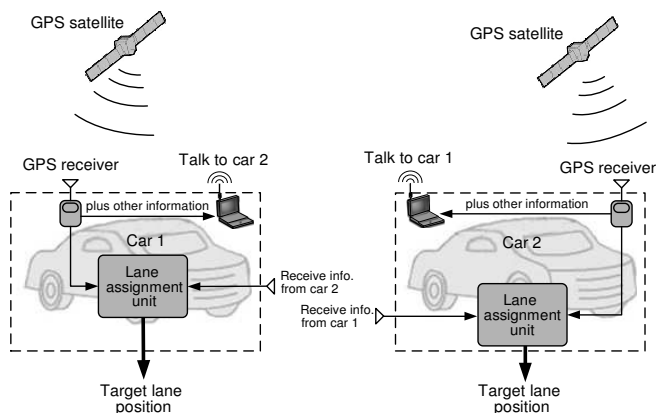 GPS satellite
GPS satellite
GPS receiver
Talk to car 2
plus other information
Car 1
Lane
assignment
unit
Receive info.
from car 2
Target lane
position
Talk to car 1
GPS receiver
plus other information
Car 2
Receive info.
from car 1
Lane
assignment
unit
Target lane
position